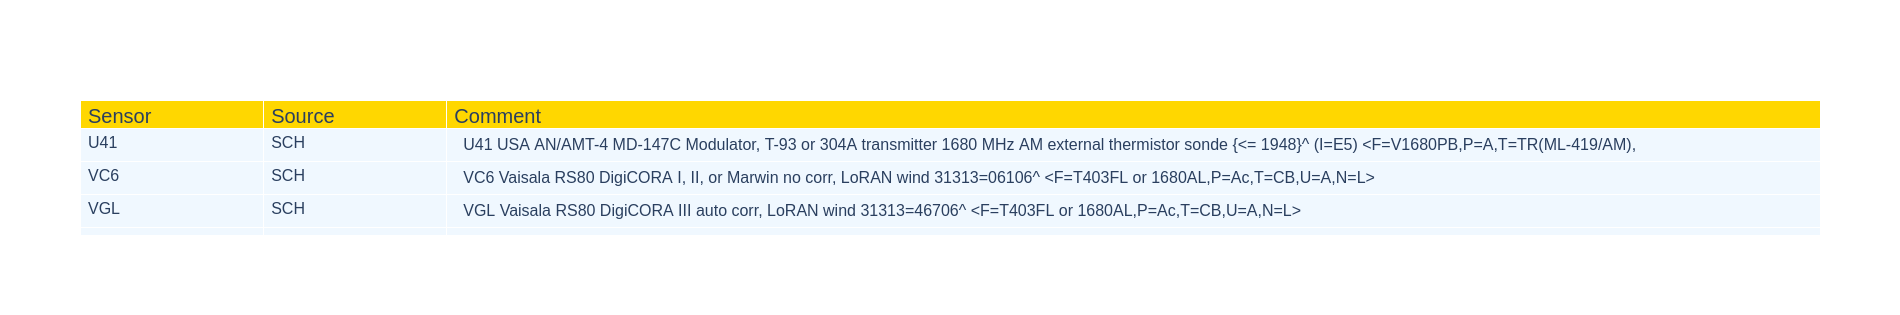 Sensor Source Comment
U41 SCH U41 USA AN/AMT-4 MD-147C Modulator, T-93 or 304A transmitter 1680 MHz AM external thermistor sonde {<= 1948}^ (I=E5) <F=V1680PB,P=A,T=TR(ML-419/AM),
VC6 SCH VC6 Vaisala RS80 DigiCORA I, II, or Marwin no corr, LoRAN wind 31313=06106^ <F=T403FL or 1680AL,P=Ac,T=CB,U=A,N=L>
VGL SCH VGL Vaisala RS80 DigiCORA III auto corr, LoRAN wind 31313=46706^ <F=T403FL or 1680AL,P=Ac,T=CB,U=A,N=L>